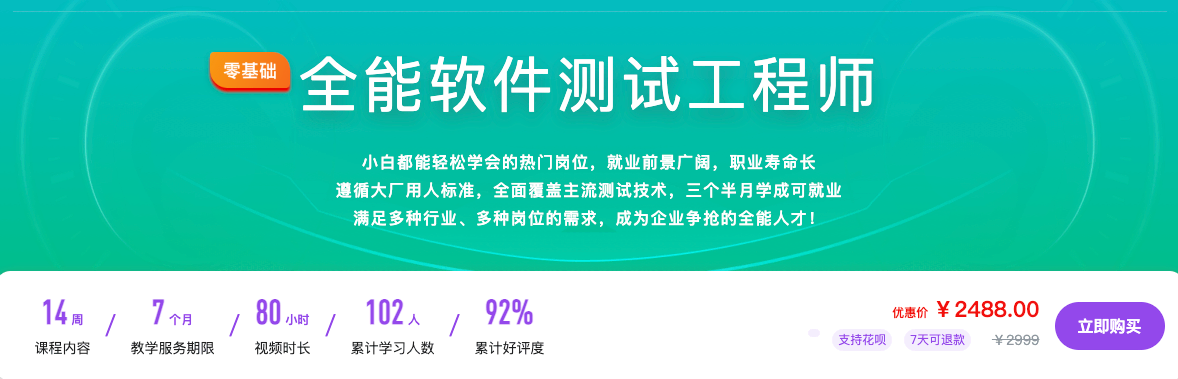 零基础
全能软件测试工程师
小白都能轻松学会的热门岗位，就业前景广阔，职业寿命长
遵循大厂用人标准，全面覆盖主流测试技术，三个半月学成可就业
满足多种行业、多种岗位的需求，成为企业争抢的全能人才！
14 周 / 7 个月 / 80 小时 / 102 人 / 92%
课程内容 教学服务期限 视频时长 累计学习人数 累计好评度
优惠价 ￥2488.00
支持花呗 7天可退款 ￥2999
立即购买